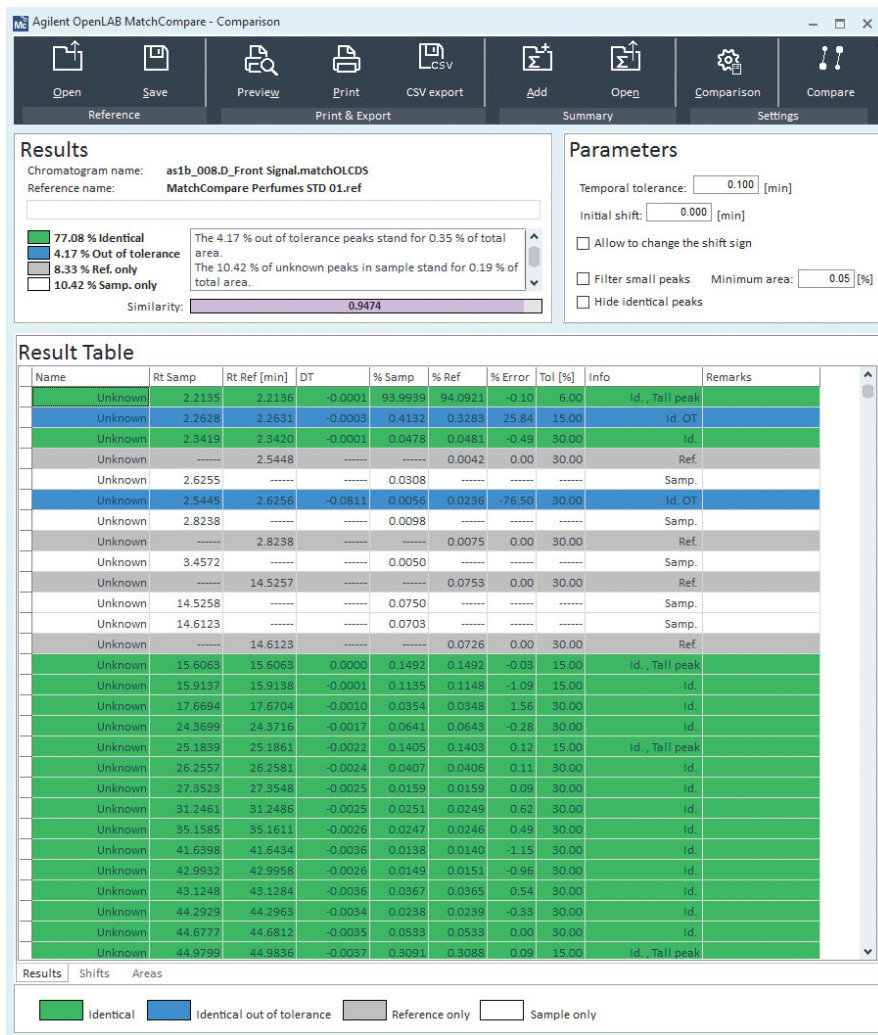 Mc Agilent OpenLAB MatchCompare - Comparison
Open Save Preview Print CSV export Add Open Comparison Compare
Reference Print & Export Summary Settings
Results
Chromatogram name: as1b_008.D_Front Signal.matchOLCDS
Reference name: MatchCompare Perfumes STD 01.ref
77.08 % Identical
4.17 % Out of tolerance
8.33 % Ref. only
10.42 % Samp. only
The 4.17 % out of tolerance peaks stand for 0.35 % of total
area.
The 10.42 % of unknown peaks in sample stand for 0.19 % of
total area.
Similarity: 0.9474
Parameters
Temporal tolerance: 0.100 [min]
Initial shift: 0.000 [min]
Allow to change the shift sign
Filter small peaks Minimum area: 0.05 [%]
Hide identical peaks
Result Table
Name Rt Samp Rt Ref [min] DT % Samp % Ref % Error Tol [%] Info Remarks
Unknown 2.2135 2.2136 -0.0001 93.9939 94.0921 -0.10 6.00 Id. , Tall peak
Unknown 2.2628 2.2631 -0.0003 0.4132 0.3283 25.84 15.00 Id. OT
Unknown 2.3419 2.3420 -0.0001 0.0478 0.0481 -0.49 30.00 Id.
Unknown ------ 2.5448 ------ ------ 0.0042 0.00 30.00 Ref.
Unknown 2.6255 ------ ------ 0.0308 ------ ------ ------ Samp.
Unknown 2.5445 2.6256 -0.0811 0.0056 0.0236 -76.50 30.00 Id. OT
Unknown 2.8238 ------ ------ 0.0098 ------ ------ ------ Samp.
Unknown ------ 2.8238 ------ ------ 0.0075 0.00 30.00 Ref.
Unknown 3.4572 ------ ------ 0.0050 ------ ------ ------ Samp.
Unknown ------ 14.5257 ------ ------ 0.0753 0.00 30.00 Ref.
Unknown 14.5258 ------ ------ 0.0750 ------ ------ ------ Samp.
Unknown 14.6123 ------ ------ 0.0703 ------ ------ ------ Samp.
Unknown ------ 14.6123 ------ ------ 0.0726 0.00 30.00 Ref.
Unknown 15.6063 15.6063 0.0000 0.1492 0.1492 -0.03 15.00 Id. , Tall peak
Unknown 15.9137 15.9138 -0.0001 0.1135 0.1148 -1.09 15.00 Id.
Unknown 17.6694 17.6704 -0.0010 0.0354 0.0348 1.56 30.00 Id.
Unknown 24.3699 24.3716 -0.0017 0.0641 0.0643 -0.28 30.00 Id.
Unknown 25.1839 25.1861 -0.0022 0.1405 0.1403 0.12 15.00 Id. , Tall peak
Unknown 26.2557 26.2581 -0.0024 0.0407 0.0406 0.11 30.00 Id.
Unknown 27.3523 27.3548 -0.0025 0.0159 0.0159 0.09 30.00 Id.
Unknown 31.2461 31.2486 -0.0025 0.0251 0.0249 0.62 30.00 Id.
Unknown 35.1585 35.1611 -0.0026 0.0247 0.0246 0.49 30.00 Id.
Unknown 41.6398 41.6434 -0.0036 0.0138 0.0140 -1.15 30.00 Id.
Unknown 42.9932 42.9958 -0.0026 0.0149 0.0151 -0.96 30.00 Id.
Unknown 43.1248 43.1284 -0.0036 0.0367 0.0365 0.54 30.00 Id.
Unknown 44.2929 44.2963 -0.0034 0.0238 0.0239 -0.33 30.00 Id.
Unknown 44.6777 44.6812 -0.0035 0.0533 0.0533 0.00 30.00 Id.
Unknown 44.9799 44.9836 -0.0037 0.3091 0.3088 0.09 15.00 Id. , Tall peak
Results Shifts Areas
Identical Identical out of tolerance Reference only Sample only